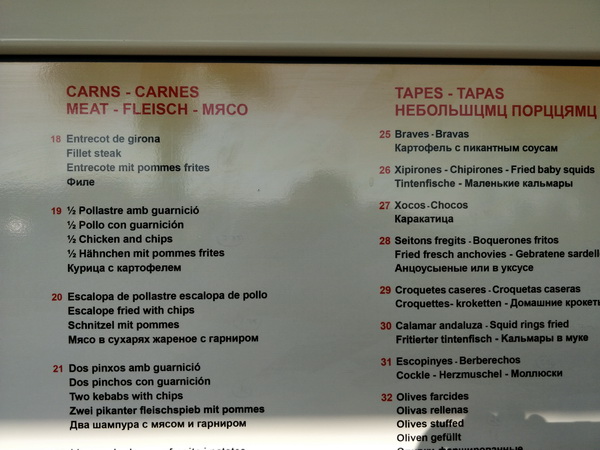 CARNS - CARNES
MEAT - FLEISCH - МЯСО
18 Entrecot de girona
Fillet steak
Entrecote mit pommes frites
Филе
19 ½ Pollastre amb guarnició
½ Pollo con guarnición
½ Chicken and chips
½ Hähnchen mit pommes frites
Курица с картофелем
20 Escalopa de pollastre escalopa de pollo
Escalope fried with chips
Schnitzel mit pommes
Мясо в сухарях жареное с гарниром
21 Dos pinxos amb guarnició
Dos pinchos con guarnición
Two kebabs with chips
Zwei pikanter fleischspieb mit pommes
Два шампура с мясом и гарниром
TAPES - TAPAS
НЕБОЛЬШЦМЦ ПОРЦЦЯМЦ
25 Braves - Bravas
Картофель с пикантным соусам
26 Xipirones - Chipirones - Fried baby squids
Tintenfische - Маленькие кальмары
27 Xocos - Chocos
Каракатица
28 Seitons fregits - Boquerones fritos
Fried fresch anchovies - Gebratene sardell
Анцоусыеные или в уксусе
29 Croquetes caseres - Croquetas caseras
Croquettes- kroketten - Домашние крокеты
30 Calamar andaluza - Squid rings fried
Fritierter tintenfisch - Кальмары в муке
31 Escopinyes - Berberechos
Cockle - Herzmuschel - Моллюски
32 Olives farcides
Olivas rellenas
Olives stuffed
Oliven gefüllt